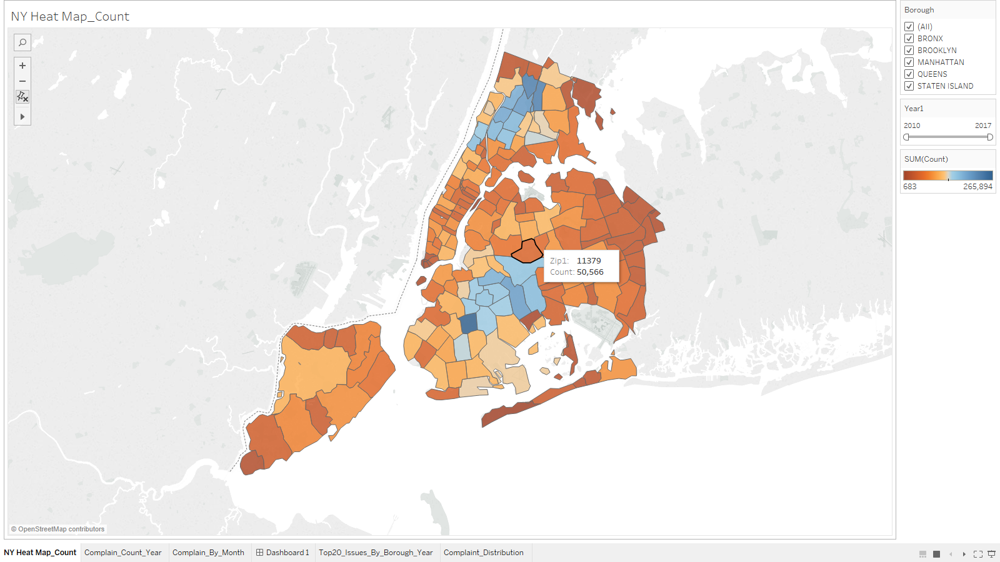 NY Heat Map_Count
Borough
(All)
BRONX
BROOKLYN
MANHATTAN
QUEENS
STATEN ISLAND
Year1
2010 2017
SUM(Count)
683 265,894
Zip1: 11379
Count: 50,566
© OpenStreetMap contributors
NY Heat Map_Count Complain_Count_Year Complain_By_Month Dashboard 1 Top20_Issues_By_Borough_Year Complaint_Distribution